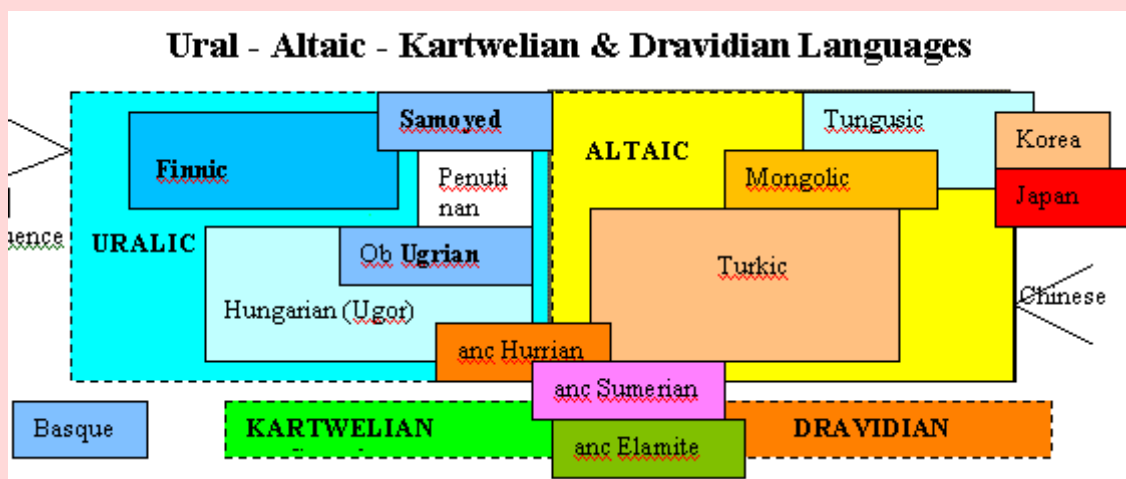 Ural - Altaic - Kartwelian & Dravidian Languages
Samoyed
Tungusic
Korea
ALTAIC
Finnic
Penuti
nan
Mongolic
Japan
uence
URALIC
Ob Ugrian
Turkic
Hungarian (Ugor)
Chinese
anc Hurrian
anc Sumerian
Basque
KARTWELIAN
DRAVIDIAN
anc Elamite